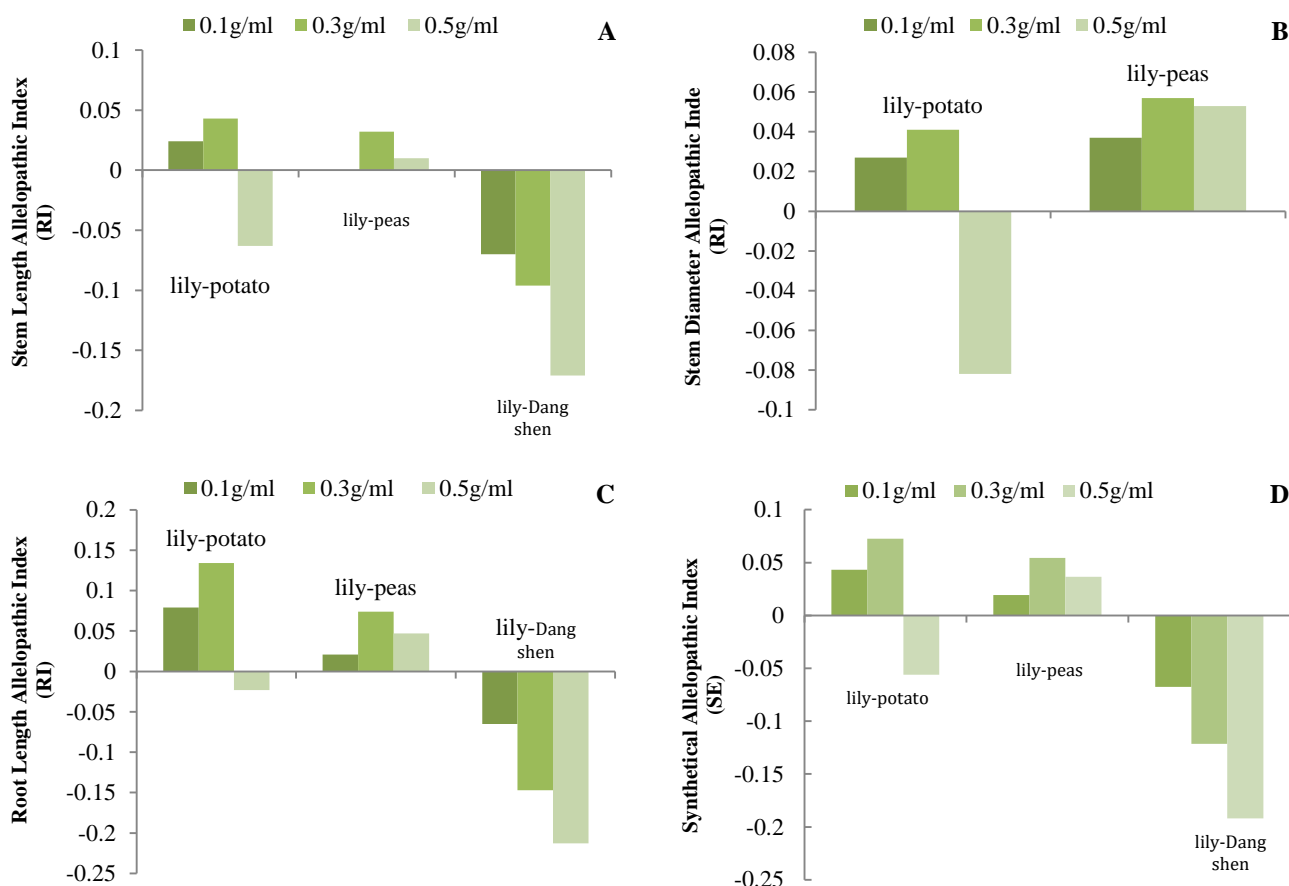 0.1g/ml 0.3g/ml 0.5g/ml
A
0.1
0.05
0
-0.05
-0.1
-0.15
-0.2
Stem Length Allelopathic Index
(RI)
lily-potato
lily-peas
lily-Dang
shen
0.1g/ml 0.3g/ml 0.5g/ml
B
0.08
0.06
0.04
0.02
0
-0.02
-0.04
-0.06
-0.08
-0.1
Stem Diameter Allelopathic Inde
(RI)
lily-potato
lily-peas
0.1g/ml 0.3g/ml 0.5g/ml
C
0.2
0.15
0.1
0.05
0
-0.05
-0.1
-0.15
-0.2
-0.25
Root Length Allelopathic Index
(RI)
lily-potato
lily-peas
lily-Dang
shen
0.1g/ml 0.3g/ml 0.5g/ml
D
0.1
0.05
0
-0.05
-0.1
-0.15
-0.2
-0.25
Synthetical Allelopathic Index
(SE)
lily-potato
lily-peas
lily-Dang
shen